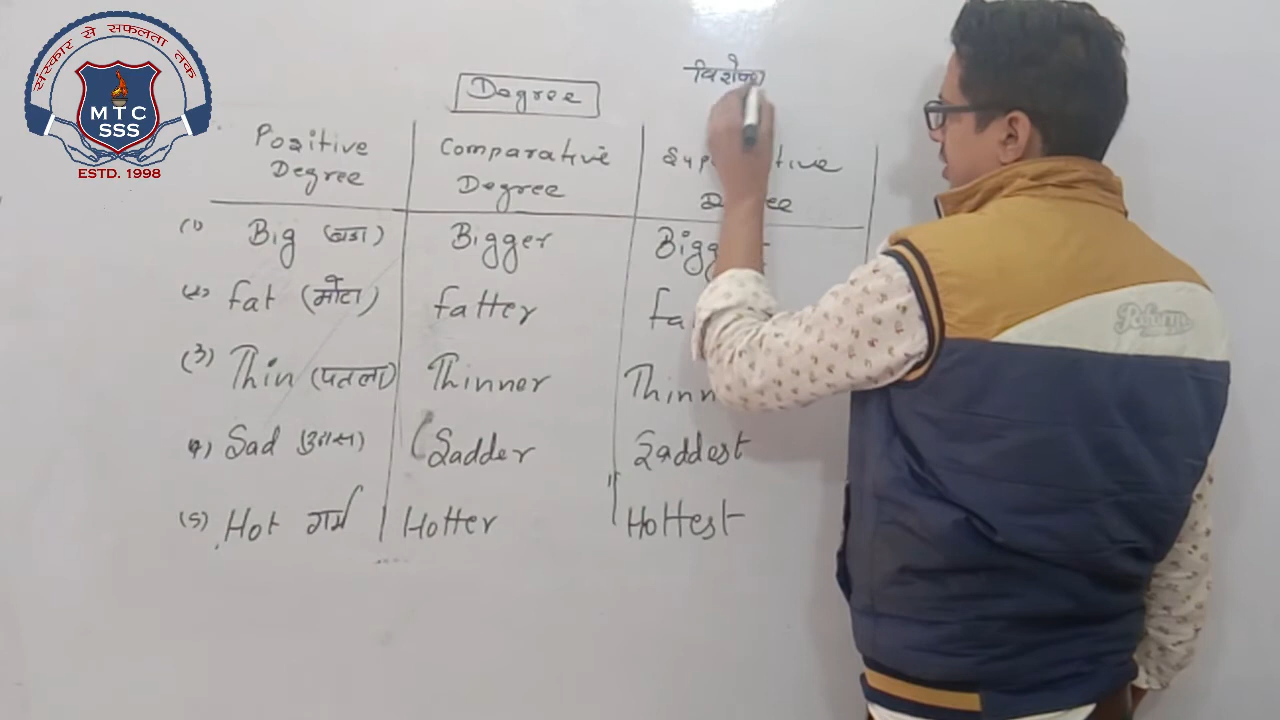 संस्कार से सफलता तक
MTC
SSS
ESTD. 1998
Degree
Positive Degree
Comparative Degree
(1) Big (बडा) Bigger
(2) Fat (मोटा) Fatter
(3) Thin (पतला) Thinner
(4) Sad (उदास) Sadder Saddest
(5) Hot गर्म Hotter Hottest
Reform